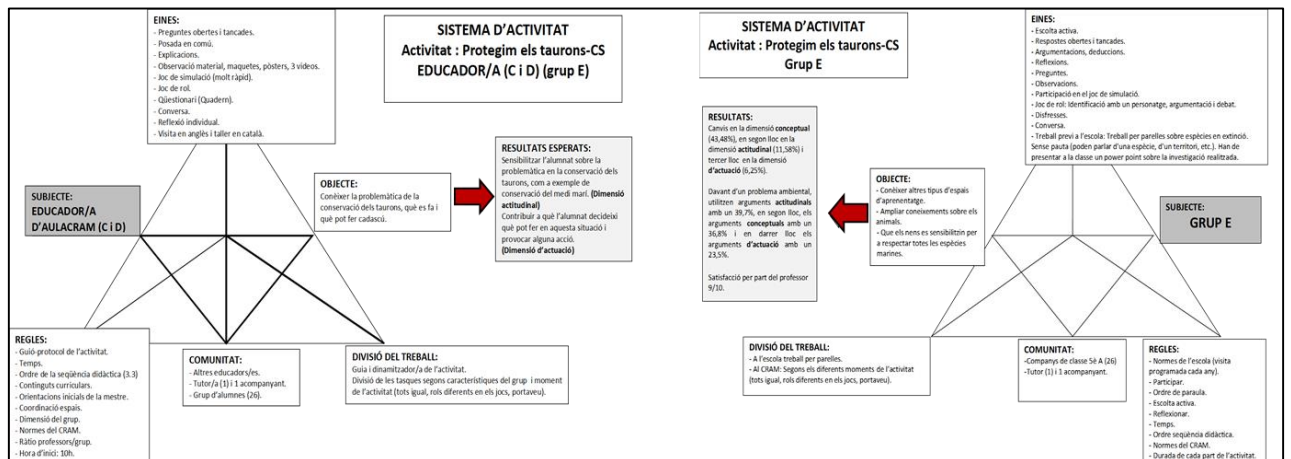 EINES:
- Preguntes obertes i tancades.
- Posada en comú.
- Explicacions.
- Observació material, maquetes, pòsters, 3 videos.
- Joc de simulació (molt ràpid).
- Joc de rol.
- Qüestionari (Quadern).
- Conversa.
- Reflexió individual.
- Visita en anglès i taller en català.
SISTEMA D'ACTIVITAT
Activitat : Protegim els taurons-CS
EDUCADOR/A (C i D) (grup E)
SUBJECTE:
EDUCADOR/A
D'AULACRAM (C i D)
OBJECTE:
Conèixer la problemàtica de la
conservació dels taurons, què es fa i
què pot fer cadascú.
RESULTATS ESPERATS:
Sensibilitzar l'alumnat sobre la
problemàtica en la conservació dels
taurons, com a exemple de
conservació del medi marí. (Dimensió
actitudinal)
Contribuir a què l'alumnat decideixi
què pot fer en aquesta situació i
provocar alguna acció.
(Dimensió d'actuació)
REGLES:
- Guió-protocol de l'activitat.
- Temps.
- Ordre de la seqüència didàctica (3.3)
- Continguts curriculars.
- Orientacions inicials de la mestre.
- Coordinació espais.
- Dimensió del grup.
- Normes del CRAM.
- Ràtio professors/grup.
- Hora d'inici: 10h.
COMUNITAT:
- Altres educadors/es.
- Tutor/a (1) i 1 acompanyant.
- Grup d'alumnes (26).
DIVISIÓ DEL TREBALL:
Guia i dinamitzador/a de l'activitat.
Divisió de les tasques segons característiques del grup i moment
de l'activitat (tots igual, rols diferents en els jocs, portaveu).
SISTEMA D'ACTIVITAT
Activitat : Protegim els taurons-CS
Grup E
EINES:
- Escolta activa.
- Respostes obertes i tancades.
- Argumentacions, deduccions.
- Reflexions.
- Preguntes.
- Observacions.
- Participació en el joc de simulació.
- Joc de rol: Identificació amb un personatge, argumentació i debat.
- Disfresses.
- Conversa.
- Treball previ a l'escola: Treball per parelles sobre espècies en extinció.
Sense pauta (poden parlar d'una espècie, d'un territori, etc.). Han de
presentar a la classe un power point sobre la investigació realitzada.
RESULTATS:
Canvis en la dimensió conceptual
(43,48%), en segon lloc en la
dimensió actitudinal (11,58%) i
tercer lloc en la dimensió
d'actuació (6,25%).
Davant d'un problema ambiental,
utilitzen arguments actitudinals
amb un 39,7%, en segon lloc, els
arguments conceptuals amb un
36,8% i en darrer lloc els
arguments d'actuació amb un
23,5%.
Satisfacció per part del professor
9/10.
OBJECTE:
- Conèixer altres tipus d'espais
d'aprenentatge.
- Ampliar coneixements sobre els
animals.
- Que els nens es sensibilitzin per
a respectar totes les espècies
marines.
SUBJECTE:
GRUP E
DIVISIÓ DEL TREBALL:
- A l'escola treball per parelles.
- Al CRAM: Segons els diferents moments de l'activitat
(tots igual, rols diferents en els jocs, portaveu).
COMUNITAT:
-Companys de classe 5è A (26)
-Tutor (1) i 1 acompanyant.
REGLES:
- Normes de l'escola (visita
programada cada any).
- Participar.
- Ordre de paraula.
- Escolta activa.
- Reflexionar.
- Temps.
- Ordre seqüència didàctica.
- Normes del CRAM.
- Durada de cada part de l'activitat.